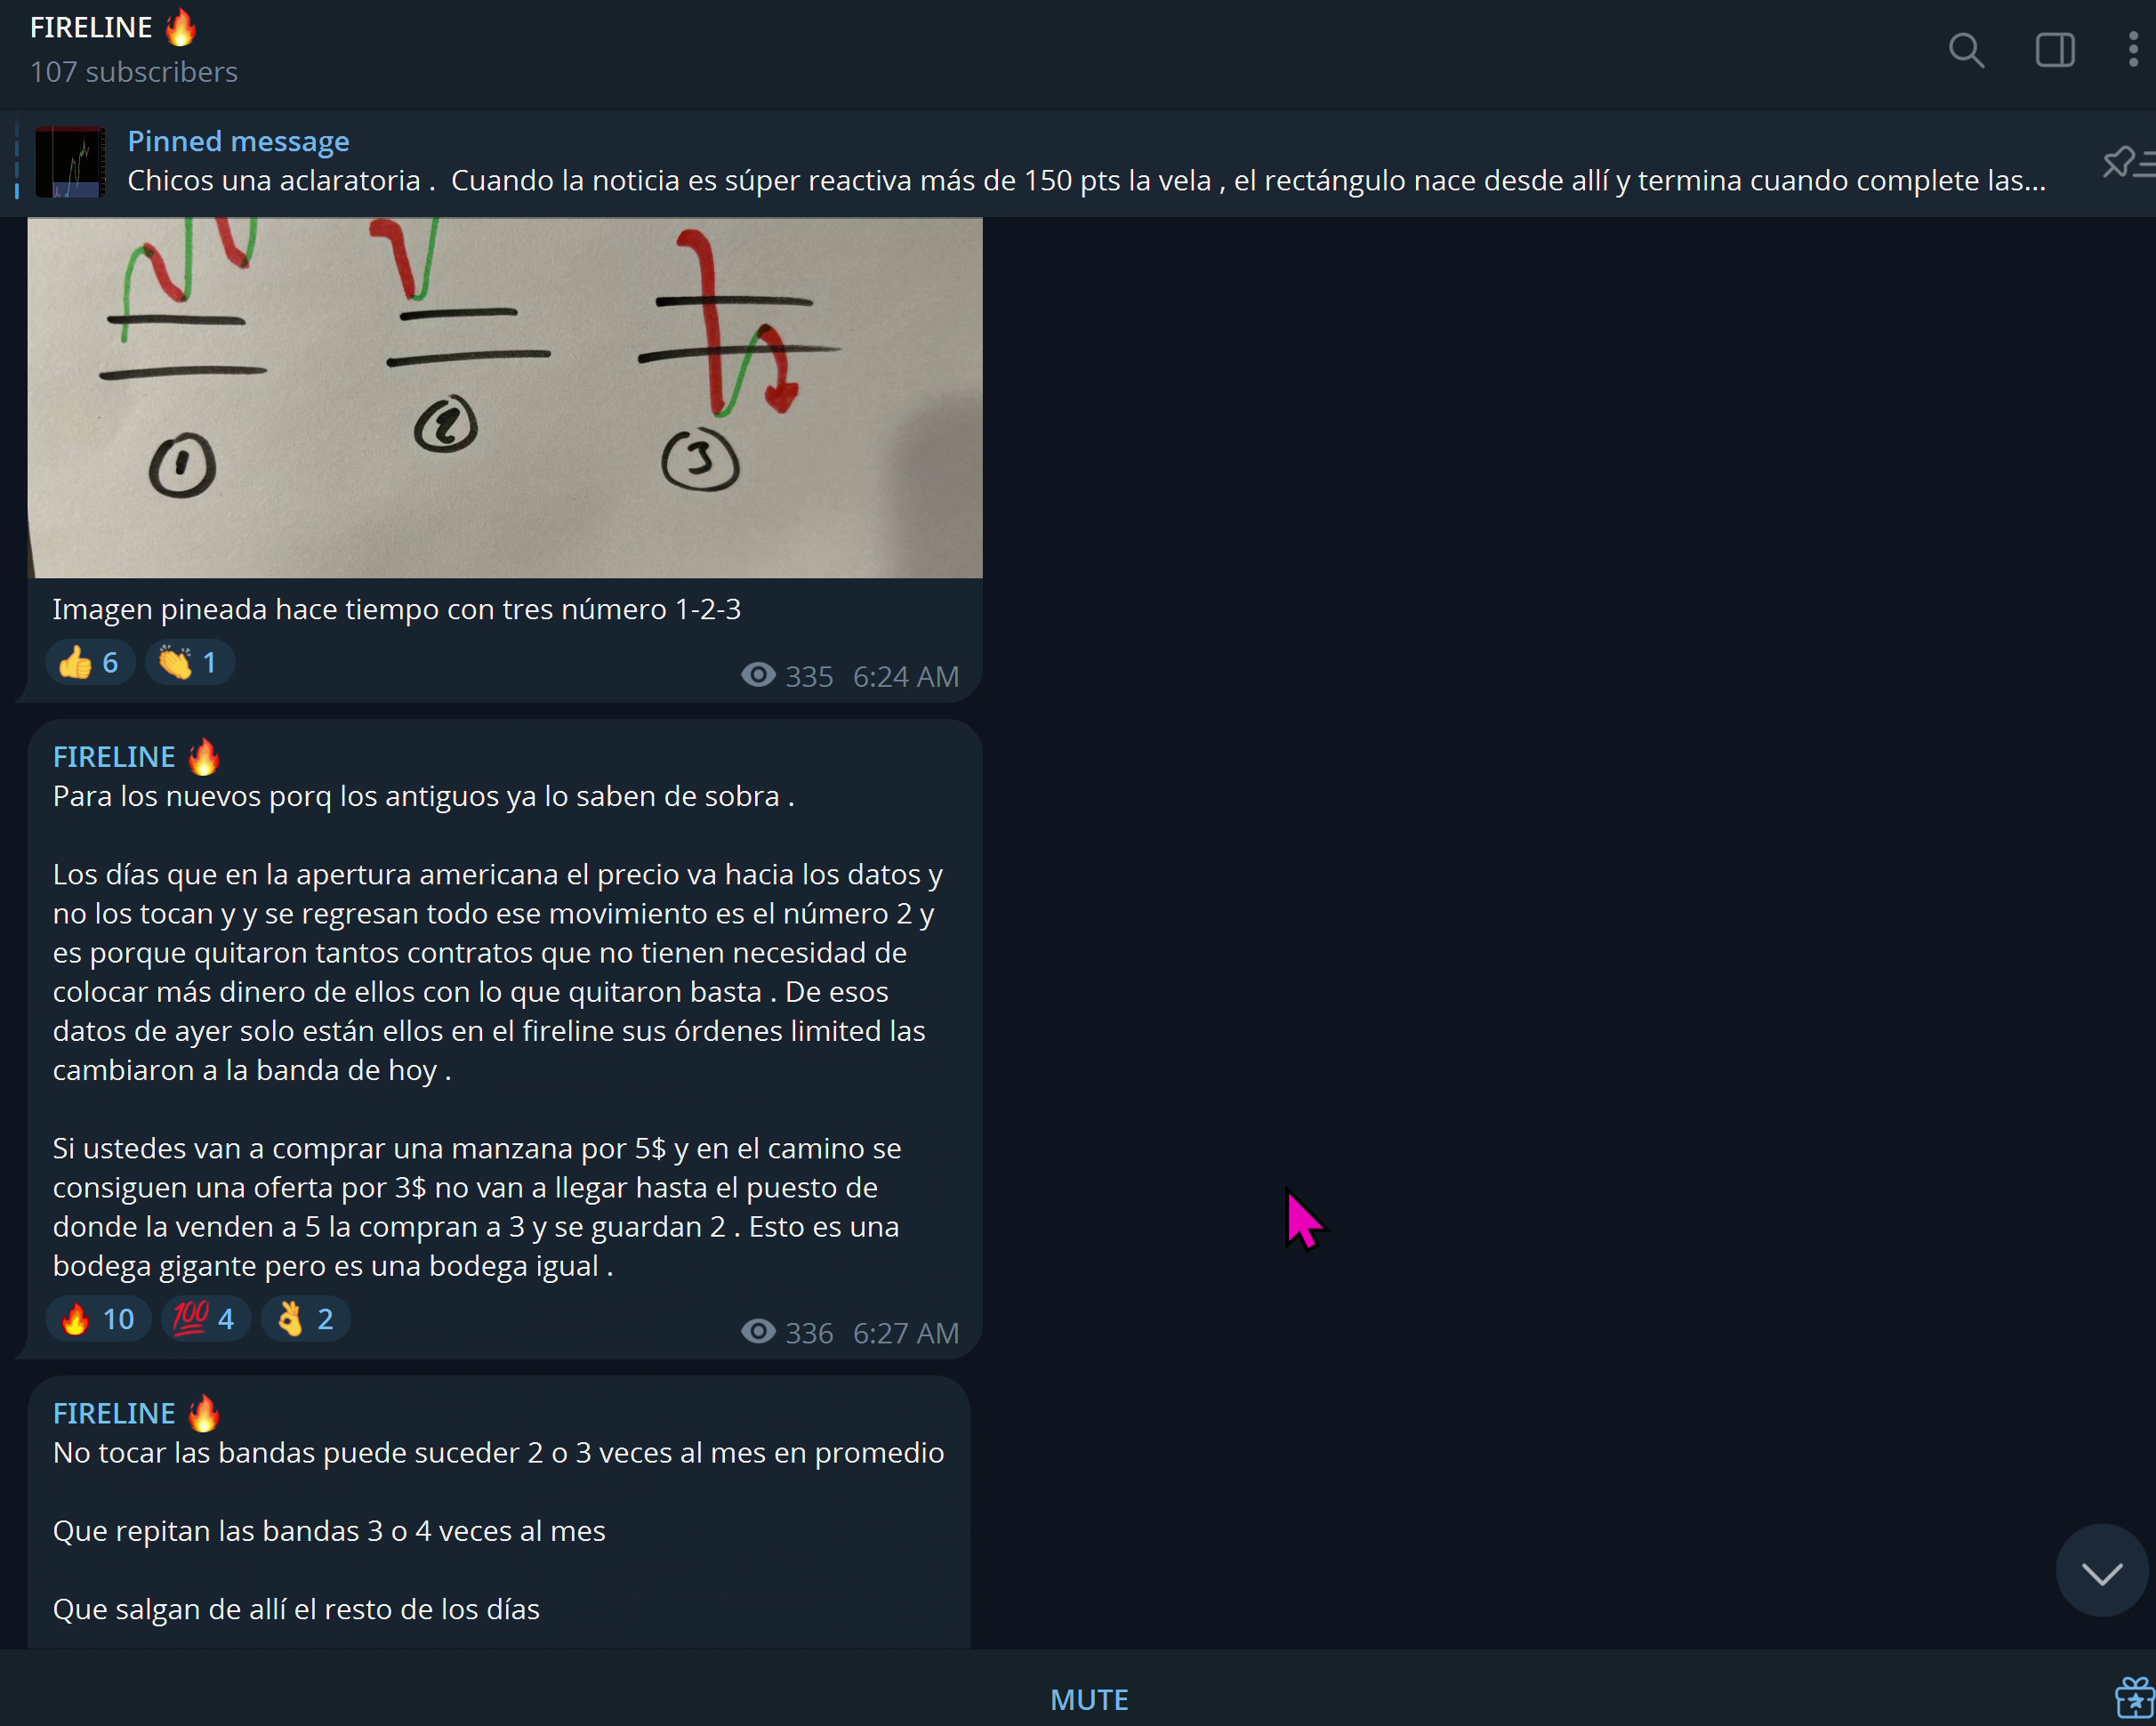 FIRELINE 🔥
107 subscribers
Pinned message
Chicos una aclaratoria .  Cuando la noticia es súper reactiva más de 150 pts la vela , el rectángulo nace desde allí y termina cuando complete las...
1
2
3
Imagen pineada hace tiempo con tres número 1-2-3
👍 6 👏 1
335 6:24 AM
FIRELINE 🔥
Para los nuevos porq los antiguos ya lo saben de sobra .
Los días que en la apertura americana el precio va hacia los datos y
no los tocan y y se regresan todo ese movimiento es el número 2 y
es porque quitaron tantos contratos que no tienen necesidad de
colocar más dinero de ellos con lo que quitaron basta . De esos
datos de ayer solo están ellos en el fireline sus órdenes limited las
cambiaron a la banda de hoy .
Si ustedes van a comprar una manzana por 5$ y en el camino se
consiguen una oferta por 3$ no van a llegar hasta el puesto de
donde la venden a 5 la compran a 3 y se guardan 2 . Esto es una
bodega gigante pero es una bodega igual .
🔥 10 💯 4 👌 2
336 6:27 AM
FIRELINE 🔥
No tocar las bandas puede suceder 2 o 3 veces al mes en promedio
Que repitan las bandas 3 o 4 veces al mes
Que salgan de allí el resto de los días
MUTE